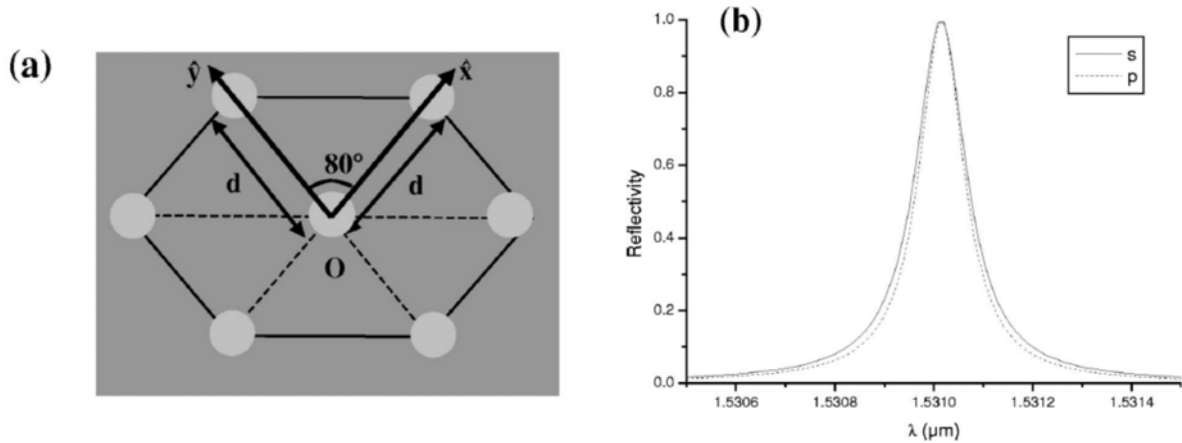 (a)
ŷ
x̂
80°
d
d
O
(b)
1.0
0.8
0.6
0.4
0.2
0.0
Reflectivity
s
p
1.5306 1.5308 1.5310 1.5312 1.5314
λ (µm)